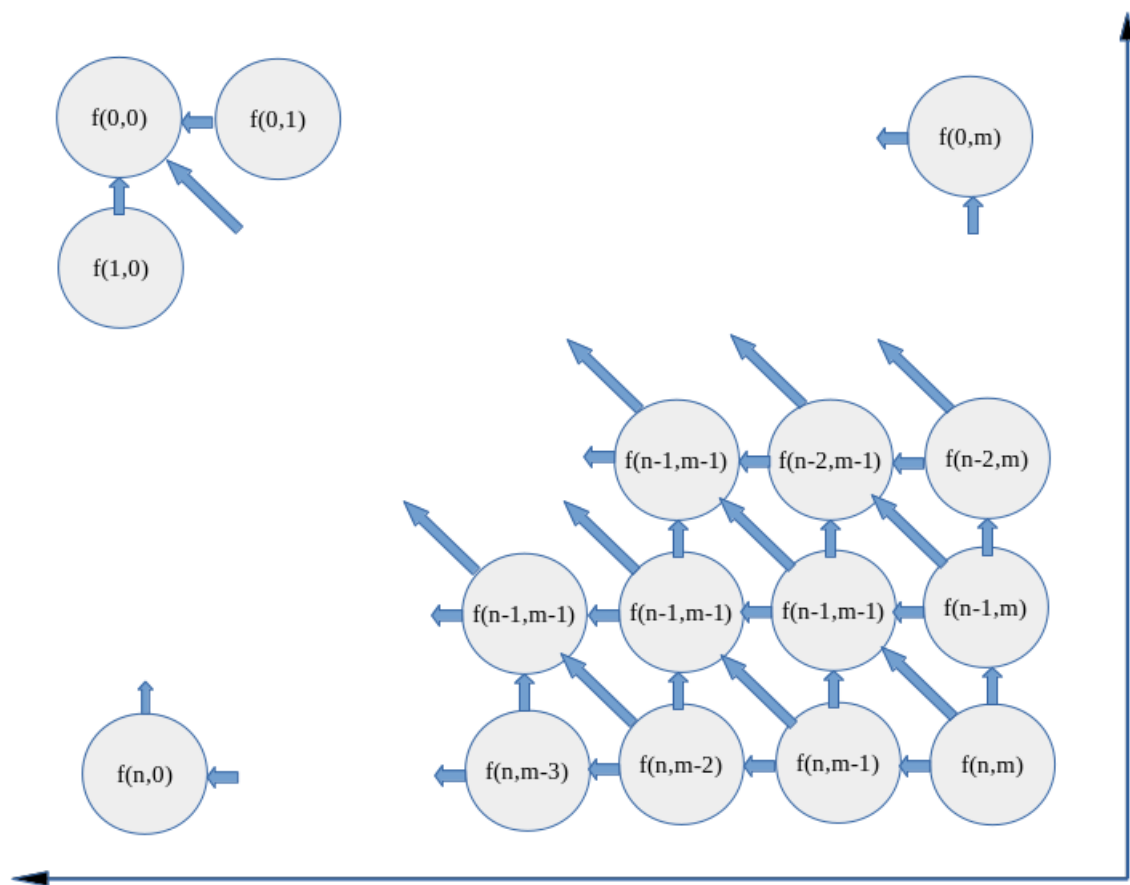 f(0,0)
f(0,1)
f(0,m)
f(1,0)
f(n-1,m-1)
f(n-2,m-1)
f(n-2,m)
f(n-1,m-1)
f(n-1,m-1)
f(n-1,m-1)
f(n-1,m)
f(n,0)
f(n,m-3)
f(n,m-2)
f(n,m-1)
f(n,m)